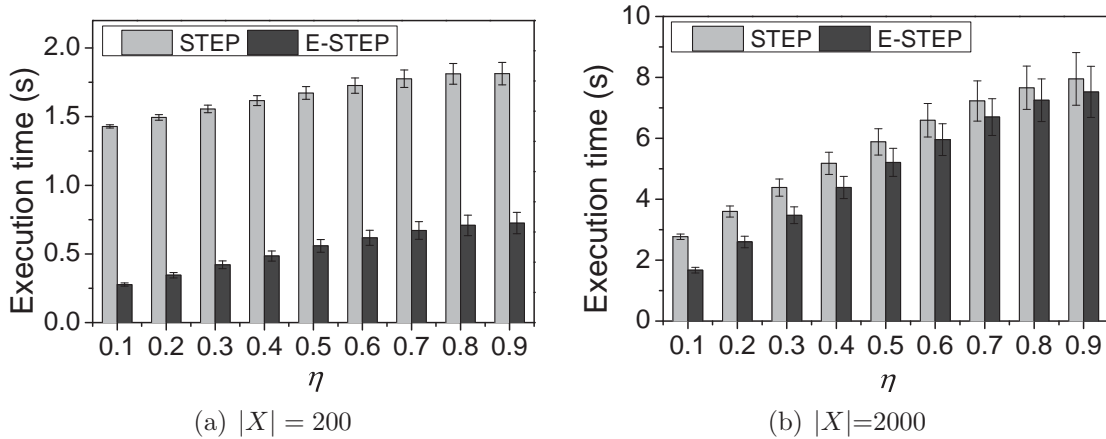 STEP E-STEP
Execution time (s)
2.0
1.5
1.0
0.5
0.0
0.1 0.2 0.3 0.4 0.5 0.6 0.7 0.8 0.9
η
(a) |X| = 200
STEP E-STEP
Execution time (s)
10
8
6
4
2
0
0.1 0.2 0.3 0.4 0.5 0.6 0.7 0.8 0.9
η
(b) |X|=2000